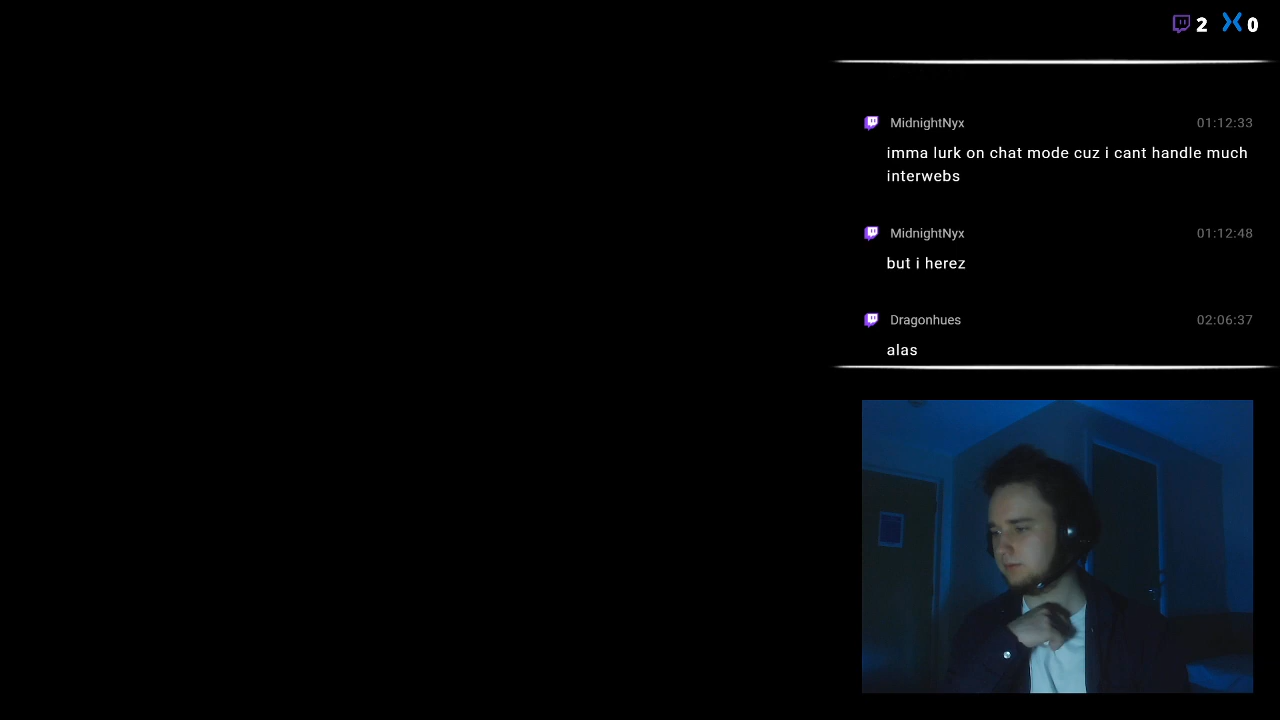 2 0
MidnightNyx 01:12:33
imma lurk on chat mode cuz i cant handle much
interwebs
MidnightNyx 01:12:48
but i herez
Dragonhues 02:06:37
alas